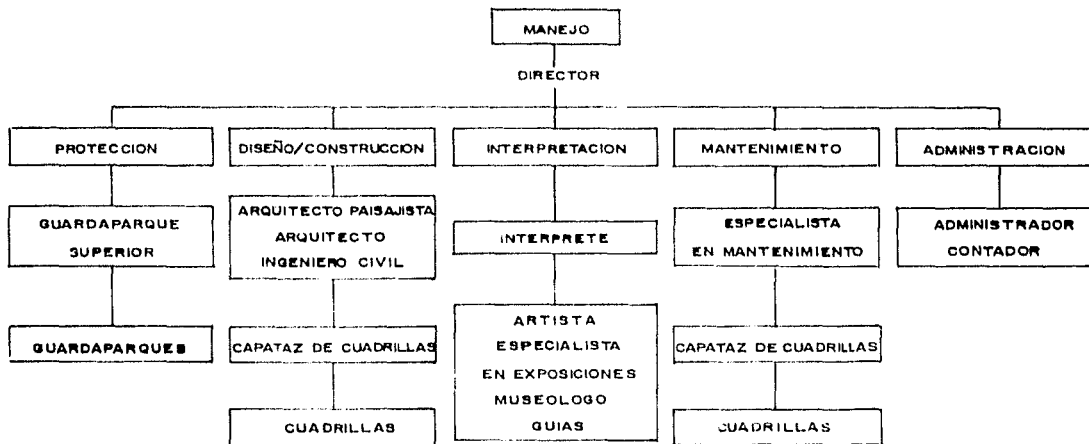 MANEJO
DIRECTOR
PROTECCION
DISEÑO/CONSTRUCCION
INTERPRETACION
MANTENIMIENTO
ADMINISTRACION
GUARDAPARQUE
SUPERIOR
ARQUITECTO PAISAJISTA
ARQUITECTO
INGENIERO CIVIL
INTERPRETE
ESPECIALISTA
EN MANTENIMIENTO
ADMINISTRADOR
CONTADOR
GUARDAPARQUES
CAPATAZ DE CUADRILLAS
ARTISTA
ESPECIALISTA
EN EXPOSICIONES
MUSEOLOGO
GUIAS
CAPATAZ DE CUADRILLAS
CUADRILLAS
CUADRILLAS